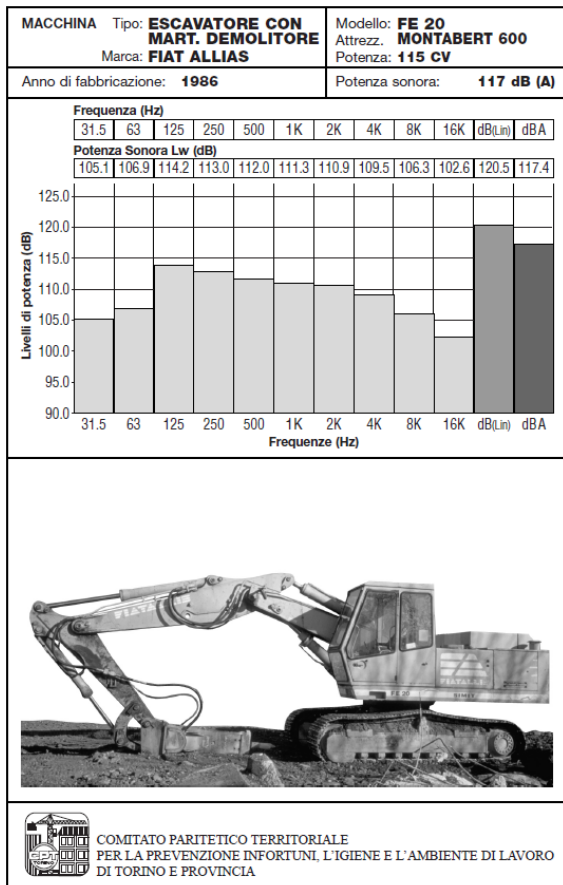 MACCHINA Tipo: ESCAVATORE CON
MART. DEMOLITORE
Marca: FIAT ALLIAS
Modello: FE 20
Attrezz. MONTABERT 600
Potenza: 115 CV
Anno di fabbricazione: 1986
Potenza sonora: 117 dB (A)
Frequenza (Hz)
31.5 63 125 250 500 1K 2K 4K 8K 16K dB(Lin) dBA
Potenza Sonora Lw (dB)
105.1 106.9 114.2 113.0 112.0 111.3 110.9 109.5 106.3 102.6 120.5 117.4
Livelli di potenza (dB)
125.0
120.0
115.0
110.0
105.0
100.0
95.0
90.0
31.5 63 125 250 500 1K 2K 4K 8K 16K dB(Lin) dBA
Frequenze (Hz)
FIATALLIS
FIATALLIS
FE 20
SIMIT
CPT
TORINO
COMITATO PARITETICO TERRITORIALE
PER LA PREVENZIONE INFORTUNI, L'IGIENE E L'AMBIENTE DI LAVORO
DI TORINO E PROVINCIA